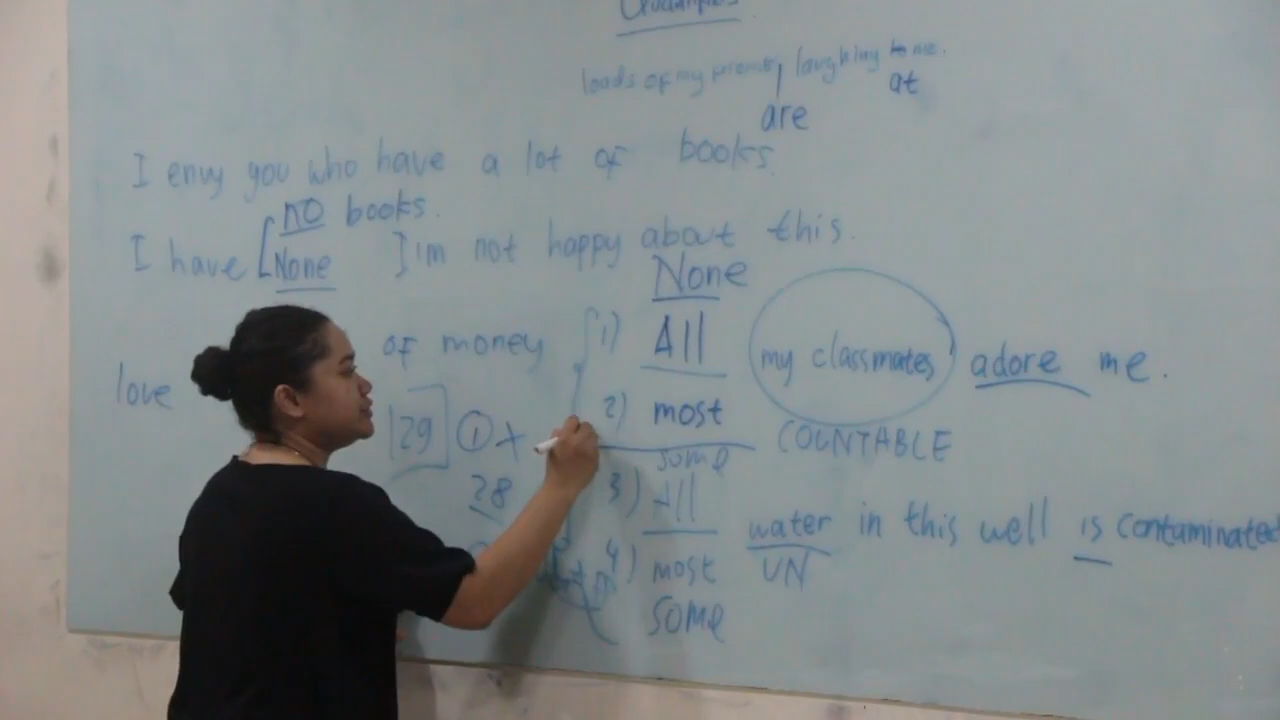 Quantifiers
loads of my friends, laughing to me.
are at
I envy you who have a lot of books.
no books.
I have None I'm not happy about this.
None
of money 1) All my classmates adore me.
love
29 1 + 2) most COUNTABLE
some
28 3) All water in this well is contaminated
4) most UN
some